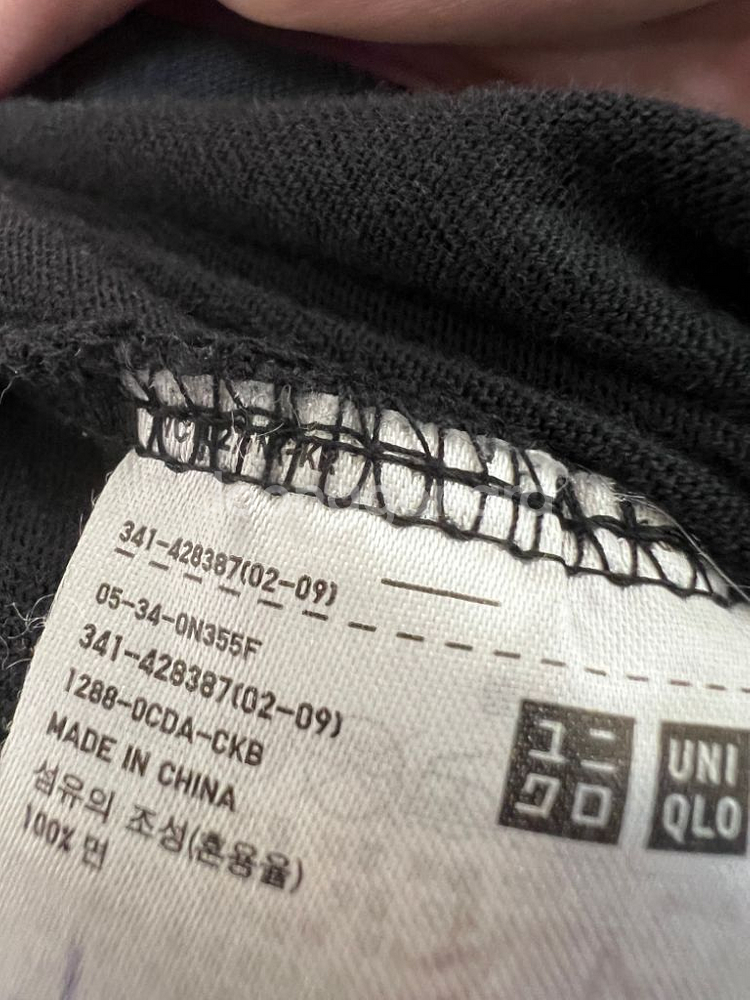 341-428387(02-09)
05-34-0N355F
341-428387(02-09)
1288-0CDA-CKB
MADE IN CHINA
섬유의 조성(혼용율)
100% 면
ユニ
クロ
UNI
QLO